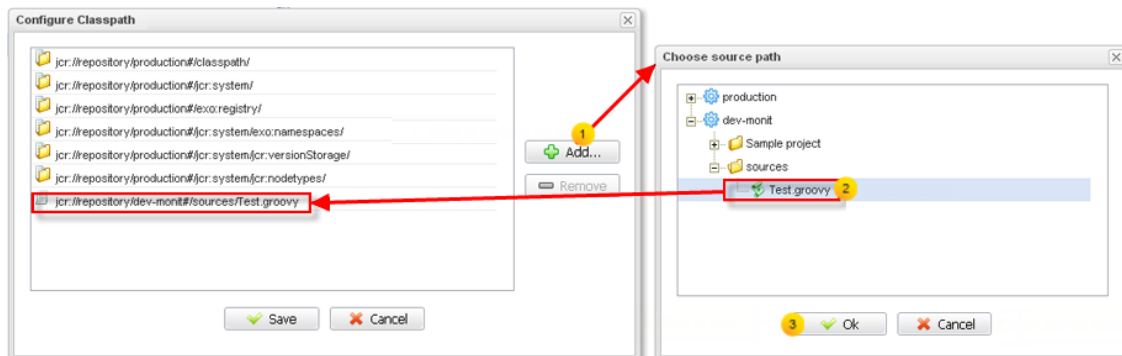 Configure Classpath
jcr://repository/production#/classpath/
jcr://repository/production#/jcr:system/
jcr://repository/production#/exo:registry/
jcr://repository/production#/jcr:system/exo:namespaces/
jcr://repository/production#/jcr:system/jcr:versionStorage/
jcr://repository/production#/jcr:system/jcr:nodetypes/
jcr://repository/dev-monit#/sources/Test.groovy
1
Add...
Remove
Save
Cancel
Choose source path
production
dev-monit
Sample project
sources
Test.groovy 2
3 Ok
Cancel